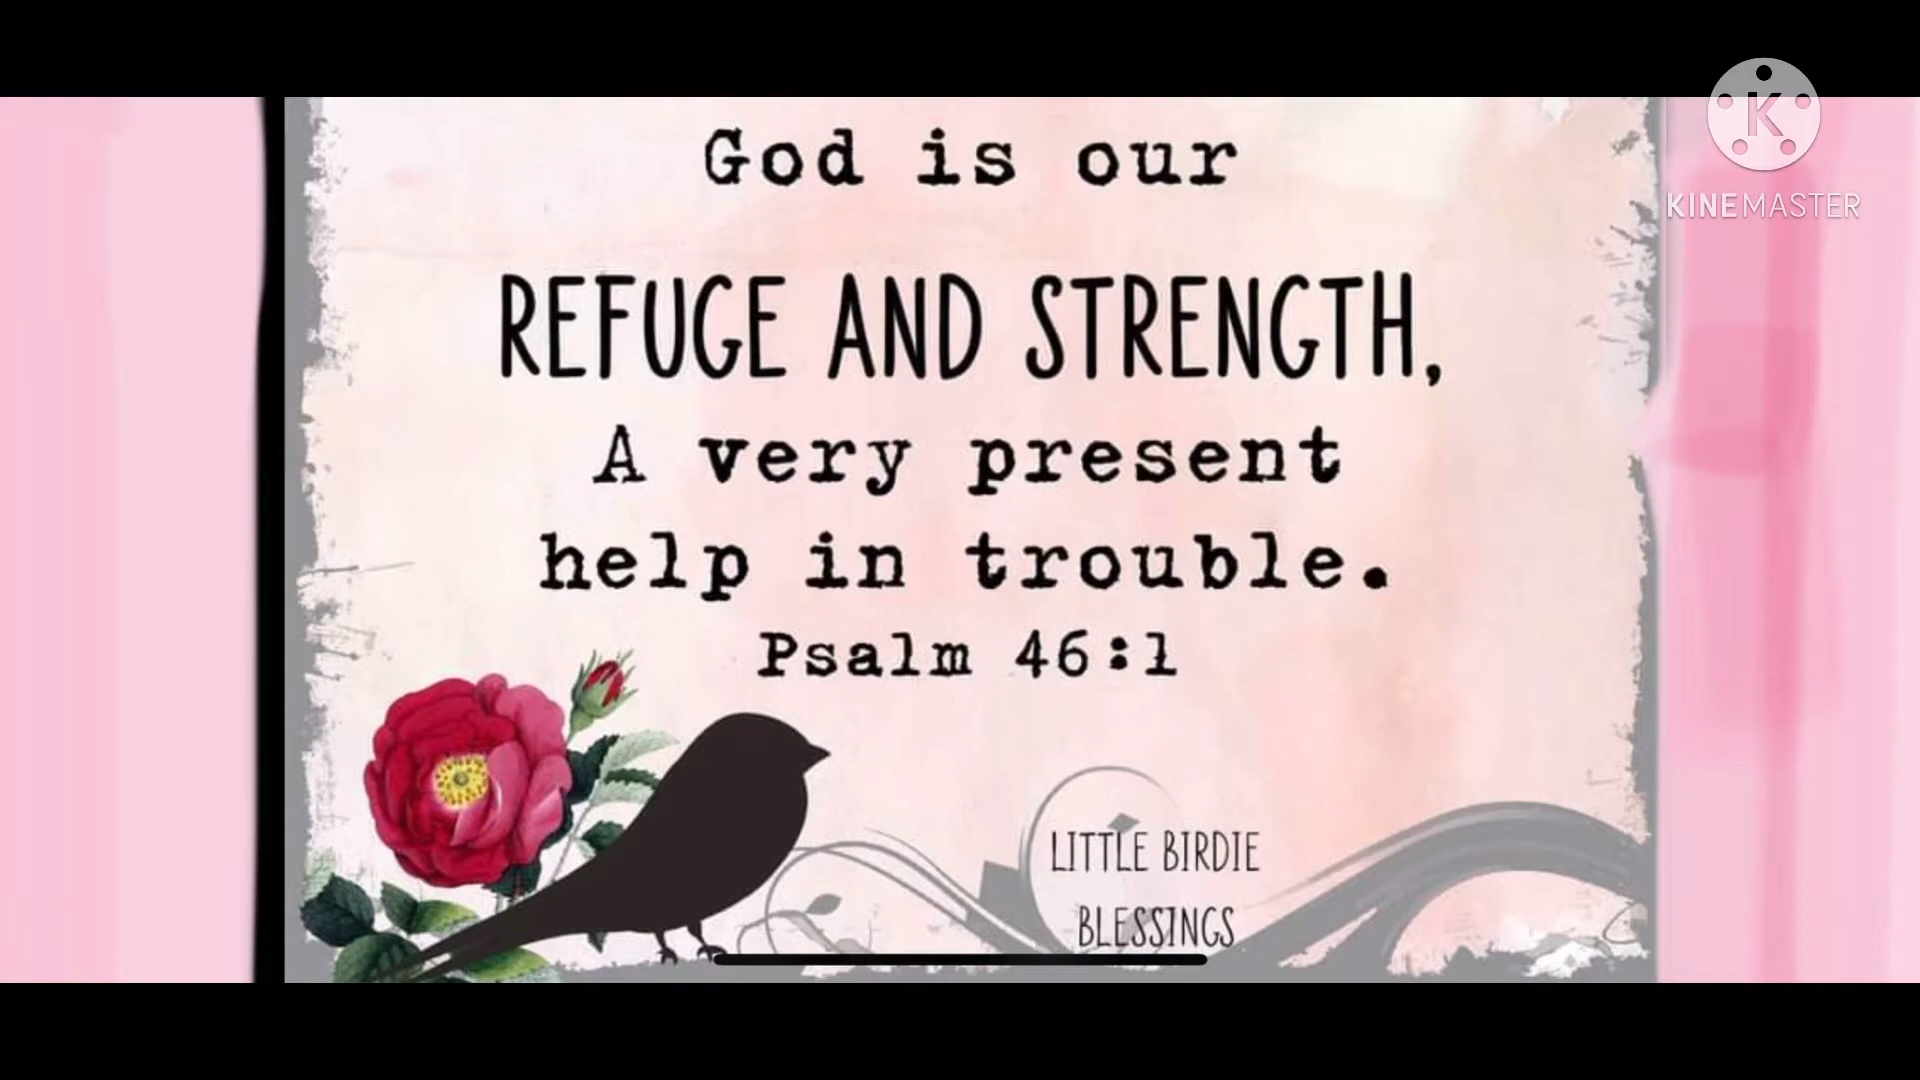 God is our
REFUGE AND STRENGTH,
A very present
help in trouble.
Psalm 46:1
LITTLE BIRDIE
BLESSINGS
K
KINEMASTER